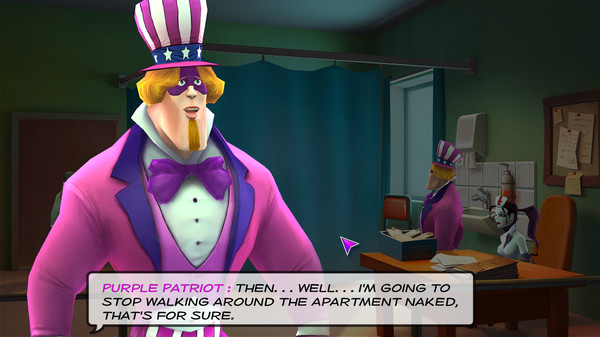 PURPLE PATRIOT : THEN. . . WELL. . . I'M GOING TO
STOP WALKING AROUND THE APARTMENT NAKED,
THAT'S FOR SURE.